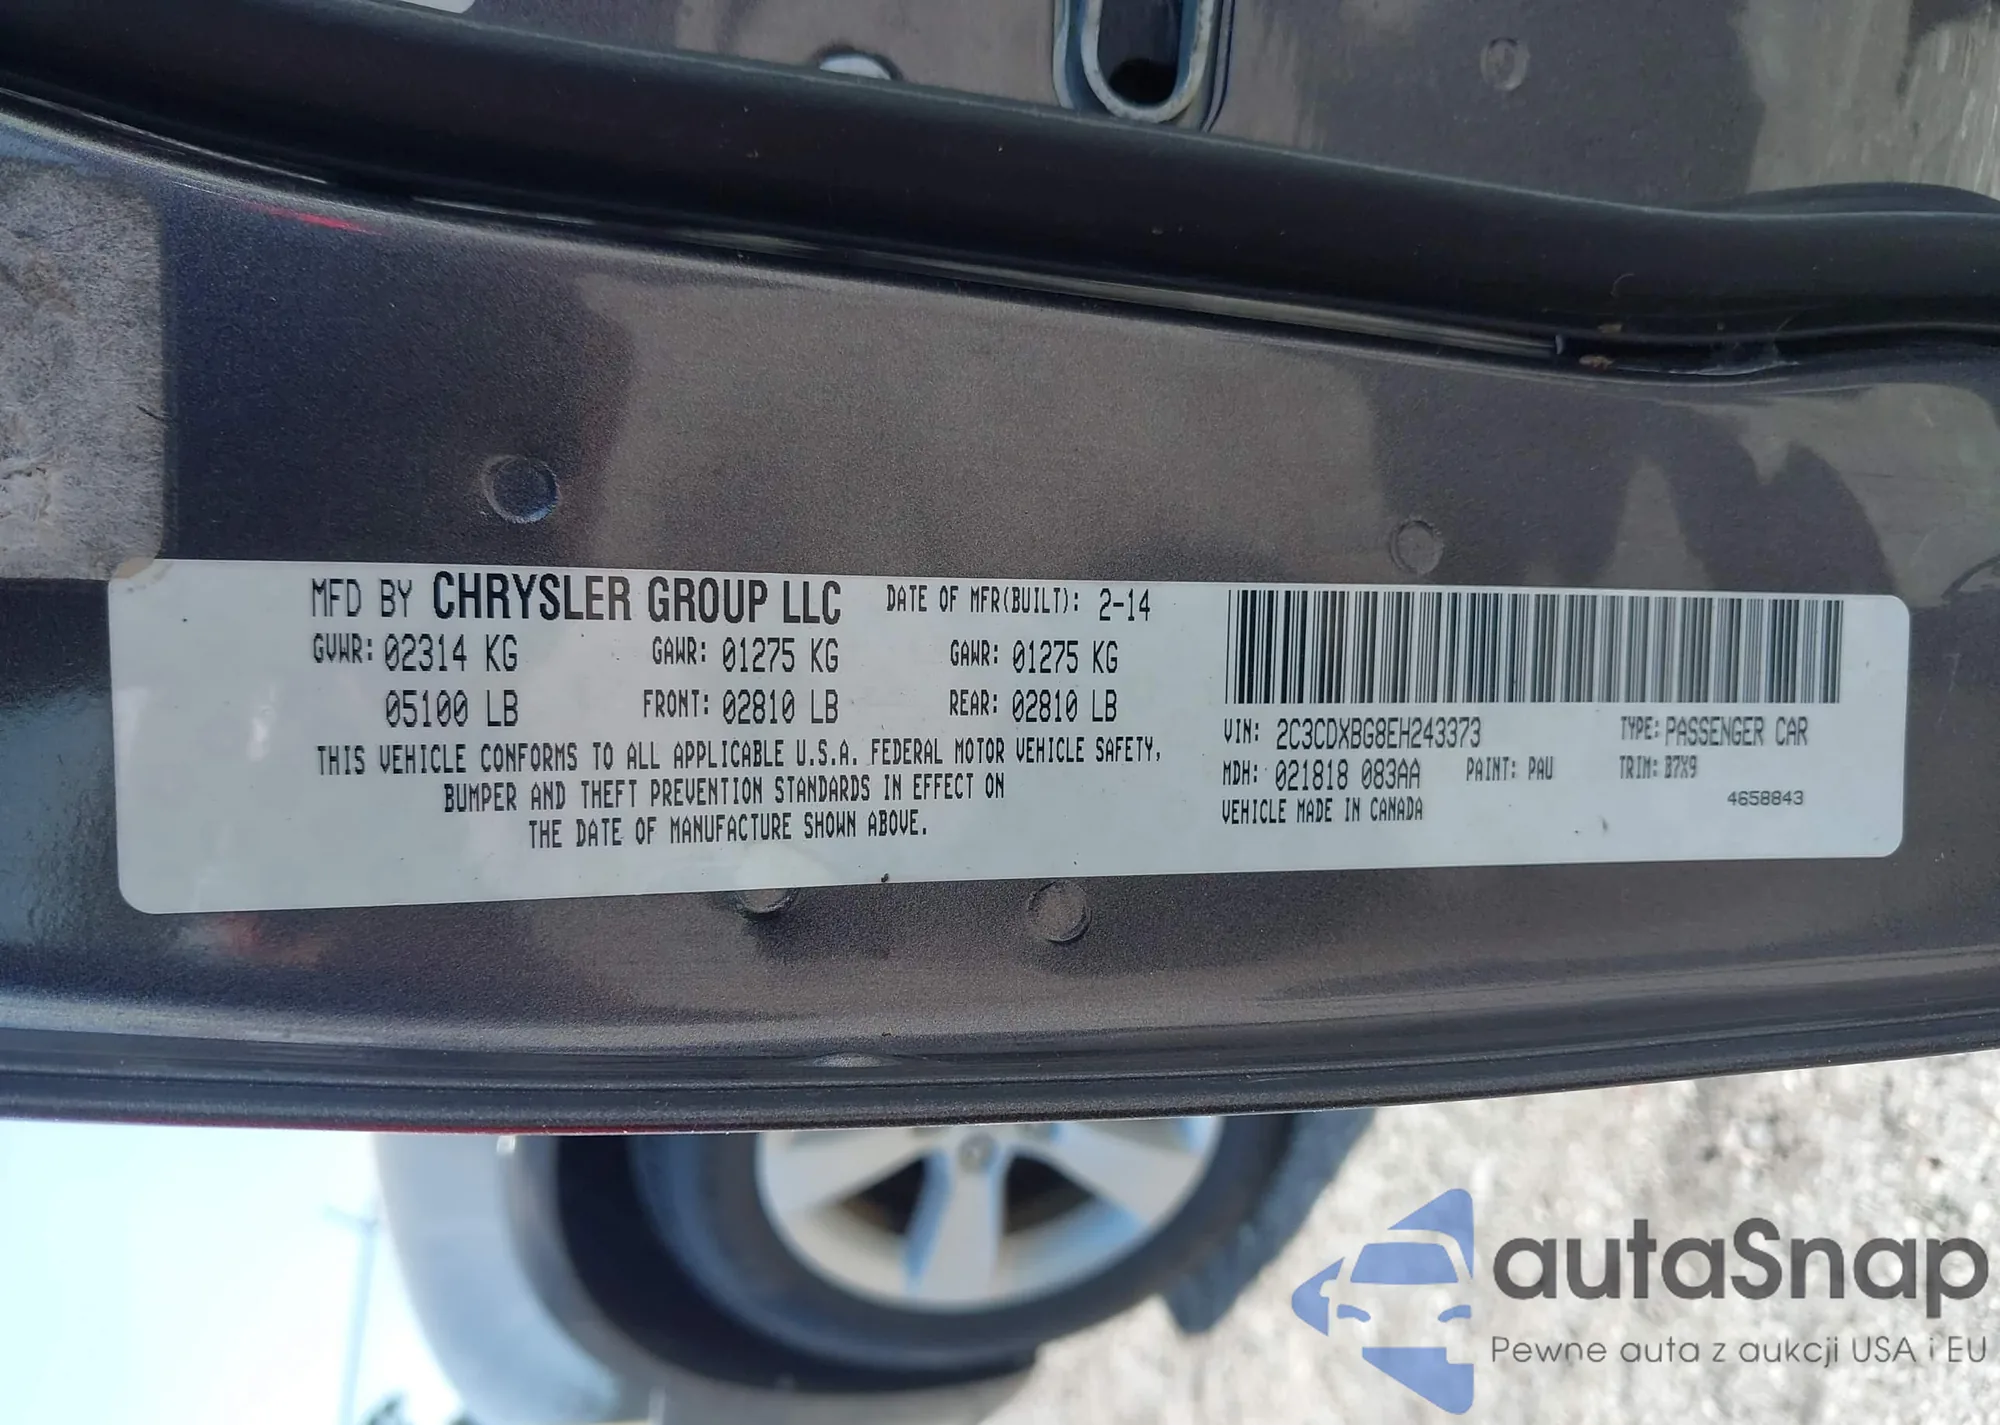 MFD BY CHRYSLER GROUP LLC DATE OF MFR(BUILT): 2-14
GVWR: 02314 KG GAWR: 01275 KG GAWR: 01275 KG
05100 LB FRONT: 02810 LB REAR: 02810 LB
THIS VEHICLE CONFORMS TO ALL APPLICABLE U.S.A. FEDERAL MOTOR VEHICLE SAFETY,
BUMPER AND THEFT PREVENTION STANDARDS IN EFFECT ON
THE DATE OF MANUFACTURE SHOWN ABOVE.
VIN: 2C3CDXBG8EH243373 TYPE: PASSENGER CAR
MDH: 021818 083AA PAINT: PAU TRIM: B7X9
VEHICLE MADE IN CANADA 4658843
autaSnap
Pewne auta z aukcji USA i EU